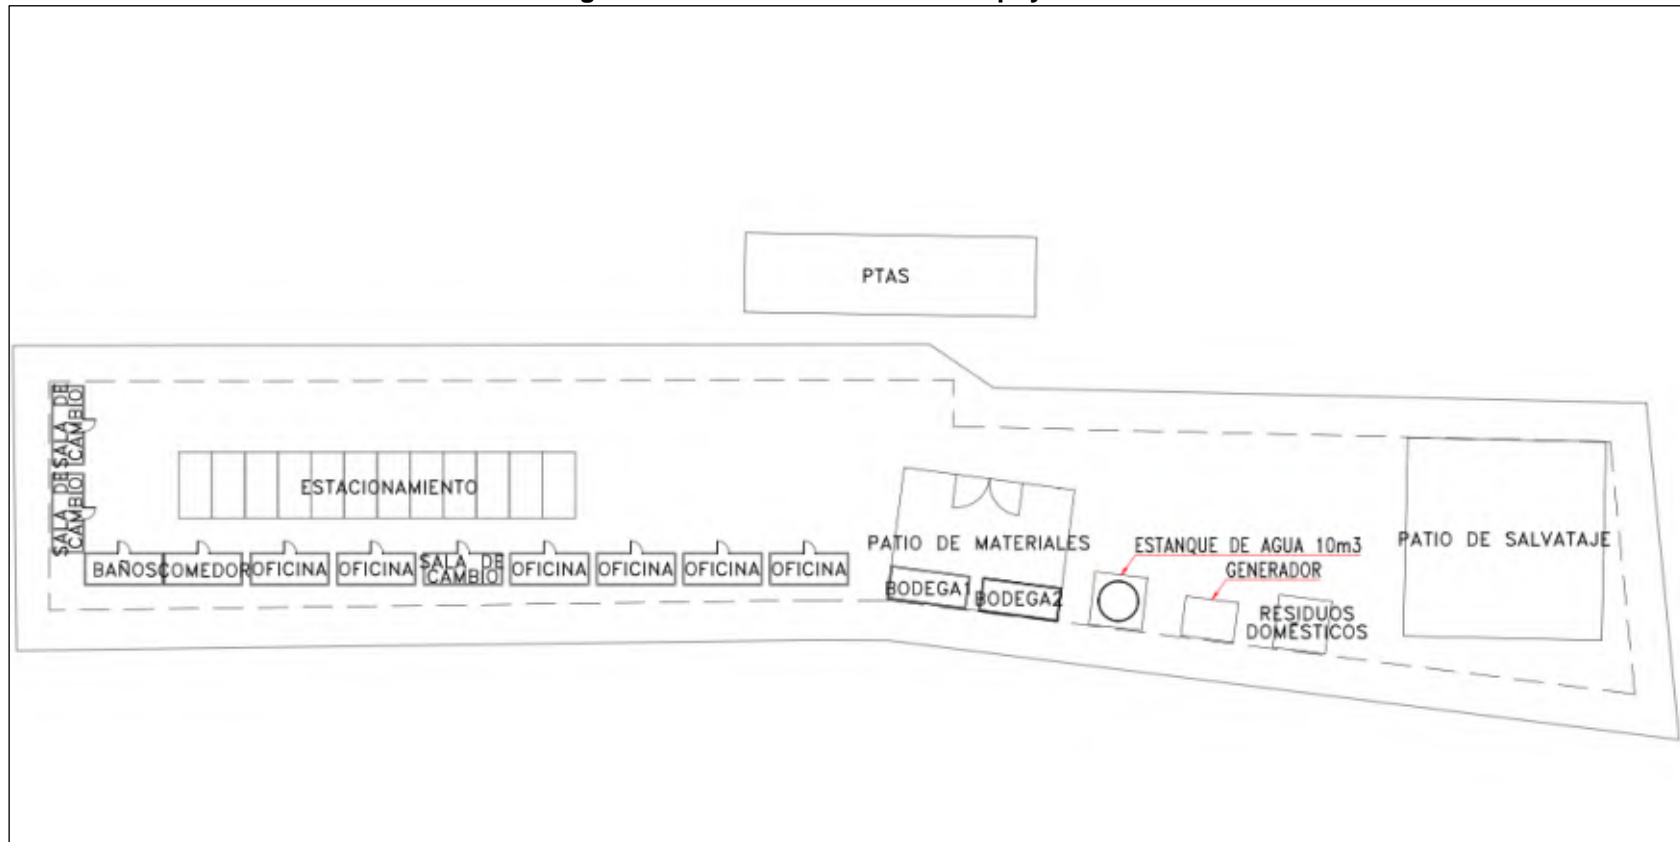 PTAS
SALA DE
CAMBIO
SALA DE
CAMBIO
ESTACIONAMIENTO
BAÑOS
COMEDOR
OFICINA
OFICINA
SALA DE
CAMBIO
OFICINA
OFICINA
OFICINA
OFICINA
PATIO DE MATERIALES
BODEGA1
BODEGA2
ESTANQUE DE AGUA 10m3
GENERADOR
RESIDUOS
DOMÉSTICOS
PATIO DE SALVATAJE